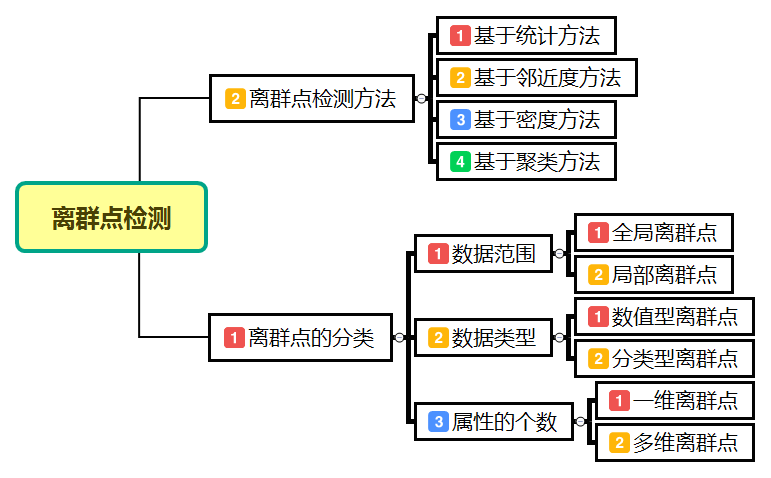 1 基于统计方法
2 基于邻近度方法
2 离群点检测方法
3 基于密度方法
4 基于聚类方法
离群点检测
1 全局离群点
1 数据范围
2 局部离群点
1 数值型离群点
1 离群点的分类
2 数据类型
2 分类型离群点
1 一维离群点
3 属性的个数
2 多维离群点